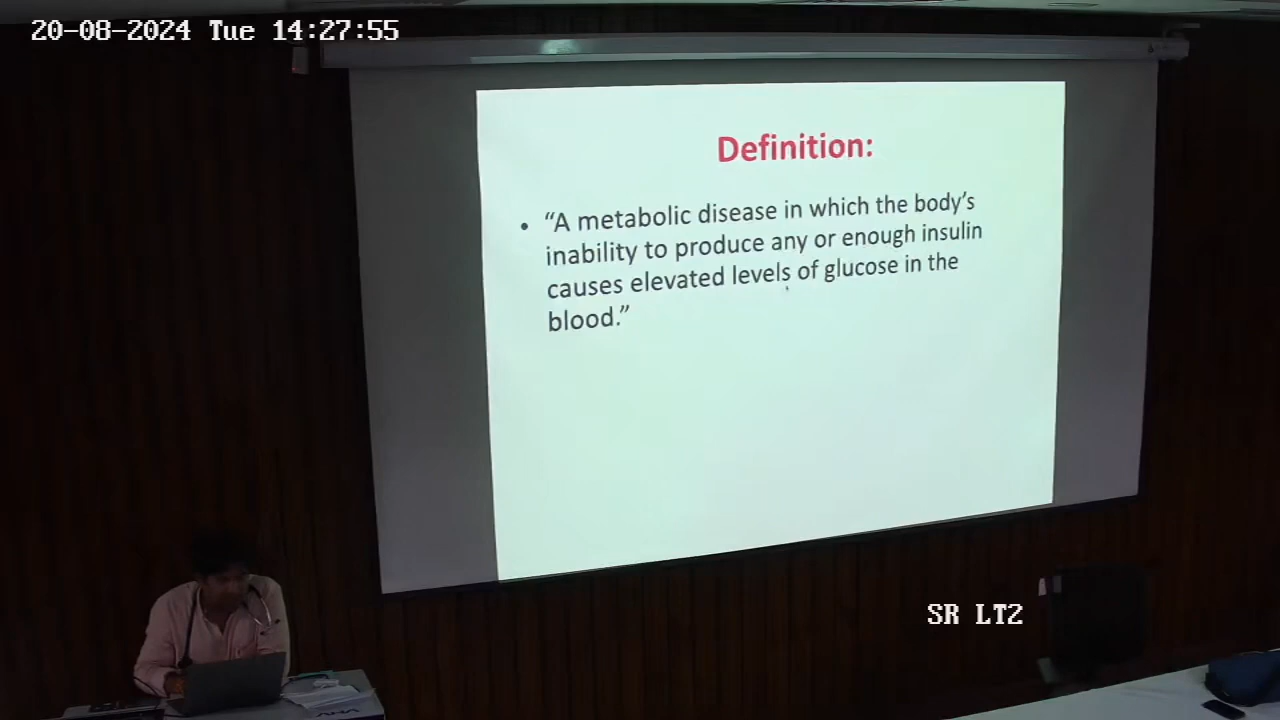 20-08-2024 Tue 14:27:55
Definition:
• “A metabolic disease in which the body’s
inability to produce any or enough insulin
causes elevated levels of glucose in the
blood.”
SR LT2